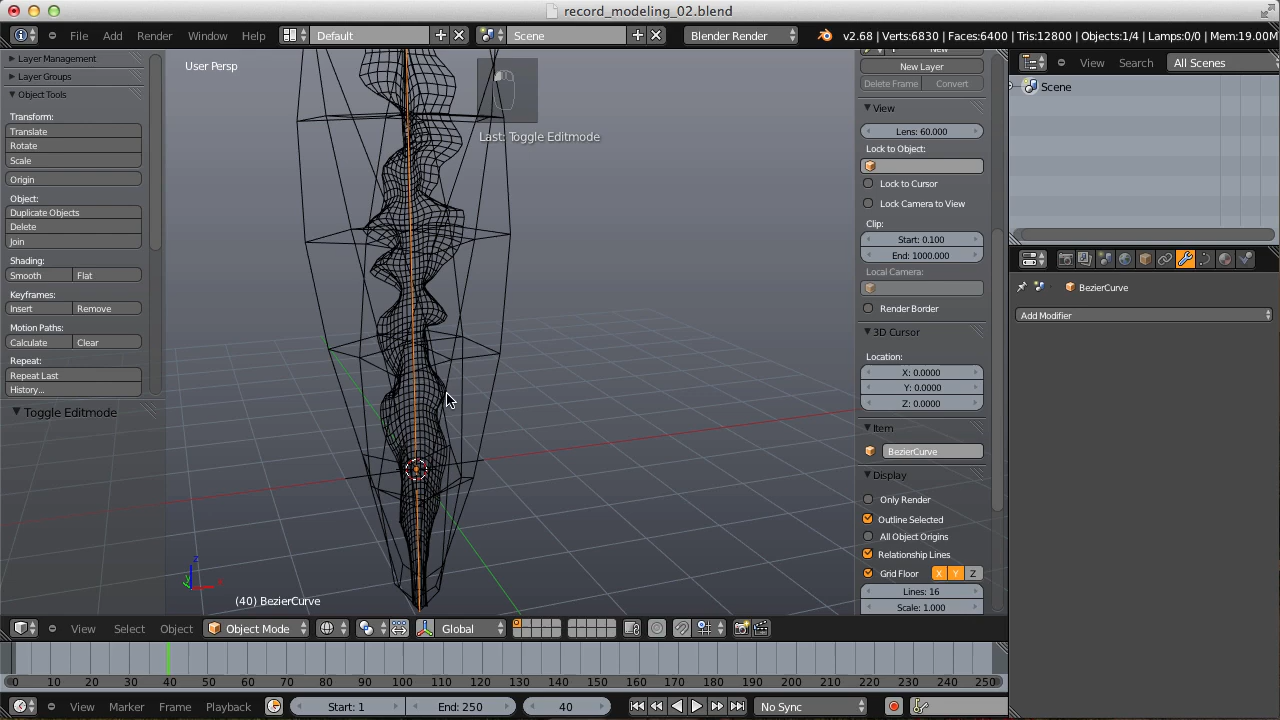 record_modeling_02.blend
File Add Render Window Help Default Scene Blender Render v2.68 | Verts:6830 | Faces:6400 | Tris:12800 | Objects:1/4 | Lamps:0/0 | Mem:19.00M
Layer Management
Layer Groups
Object Tools
Transform:
Translate
Rotate
Scale
Origin
Object:
Duplicate Objects
Delete
Join
Shading:
Smooth Flat
Keyframes:
Insert Remove
Motion Paths:
Calculate Clear
Repeat:
Repeat Last
History...
Toggle Editmode
User Persp
Last: Toggle Editmode
(40) BezierCurve
New
New Layer
Delete Frame Convert
View
Lens: 60.000
Lock to Object:
Lock to Cursor
Lock Camera to View
Clip:
Start: 0.100
End: 1000.000
Local Camera:
Render Border
3D Cursor
Location:
X: 0.0000
Y: 0.0000
Z: 0.0000
Item
BezierCurve
Display
Only Render
Outline Selected
All Object Origins
Relationship Lines
Grid Floor X Y Z
Lines: 16
Scale: 1.000
View Search All Scenes
Scene
BezierCurve
Add Modifier
View Select Object Object Mode Global
0 10 20 30 40 50 60 70 80 90 100 110 120 130 140 150 160 170 180 190 200 210 220 230 240 250
View Marker Frame Playback Start: 1 End: 250 40 No Sync